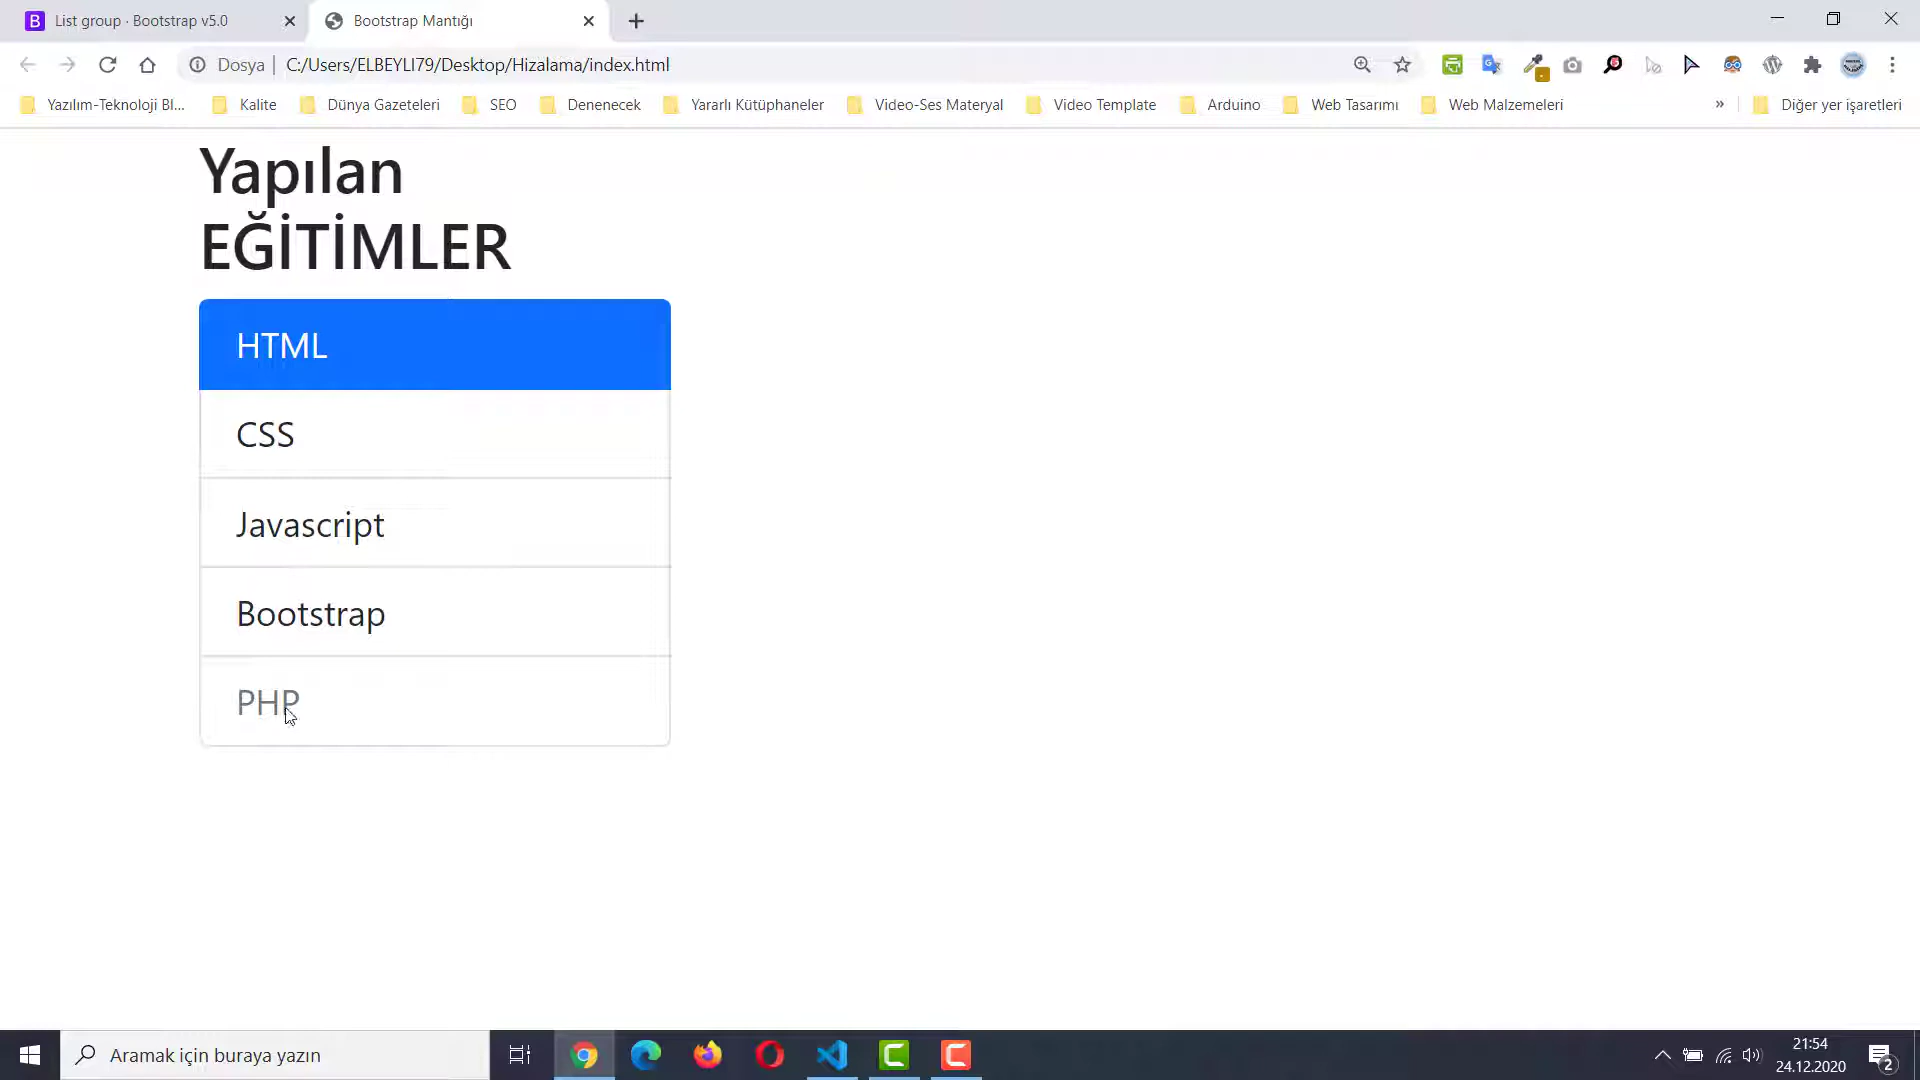 List group · Bootstrap v5.0
Bootstrap Mantığı
Dosya
C:/Users/ELBEYLI79/Desktop/Hizalama/index.html
Yazılım-Teknoloji Bl...
Kalite
Dünya Gazeteleri
SEO
Denenecek
Yararlı Kütüphaneler
Video-Ses Materyal
Video Template
Arduino
Web Tasarımı
Web Malzemeleri
»
Diğer yer işaretleri
Yapılan
EĞİTİMLER
HTML
CSS
Javascript
Bootstrap
PHP
Aramak için buraya yazın
21:54
24.12.2020
2